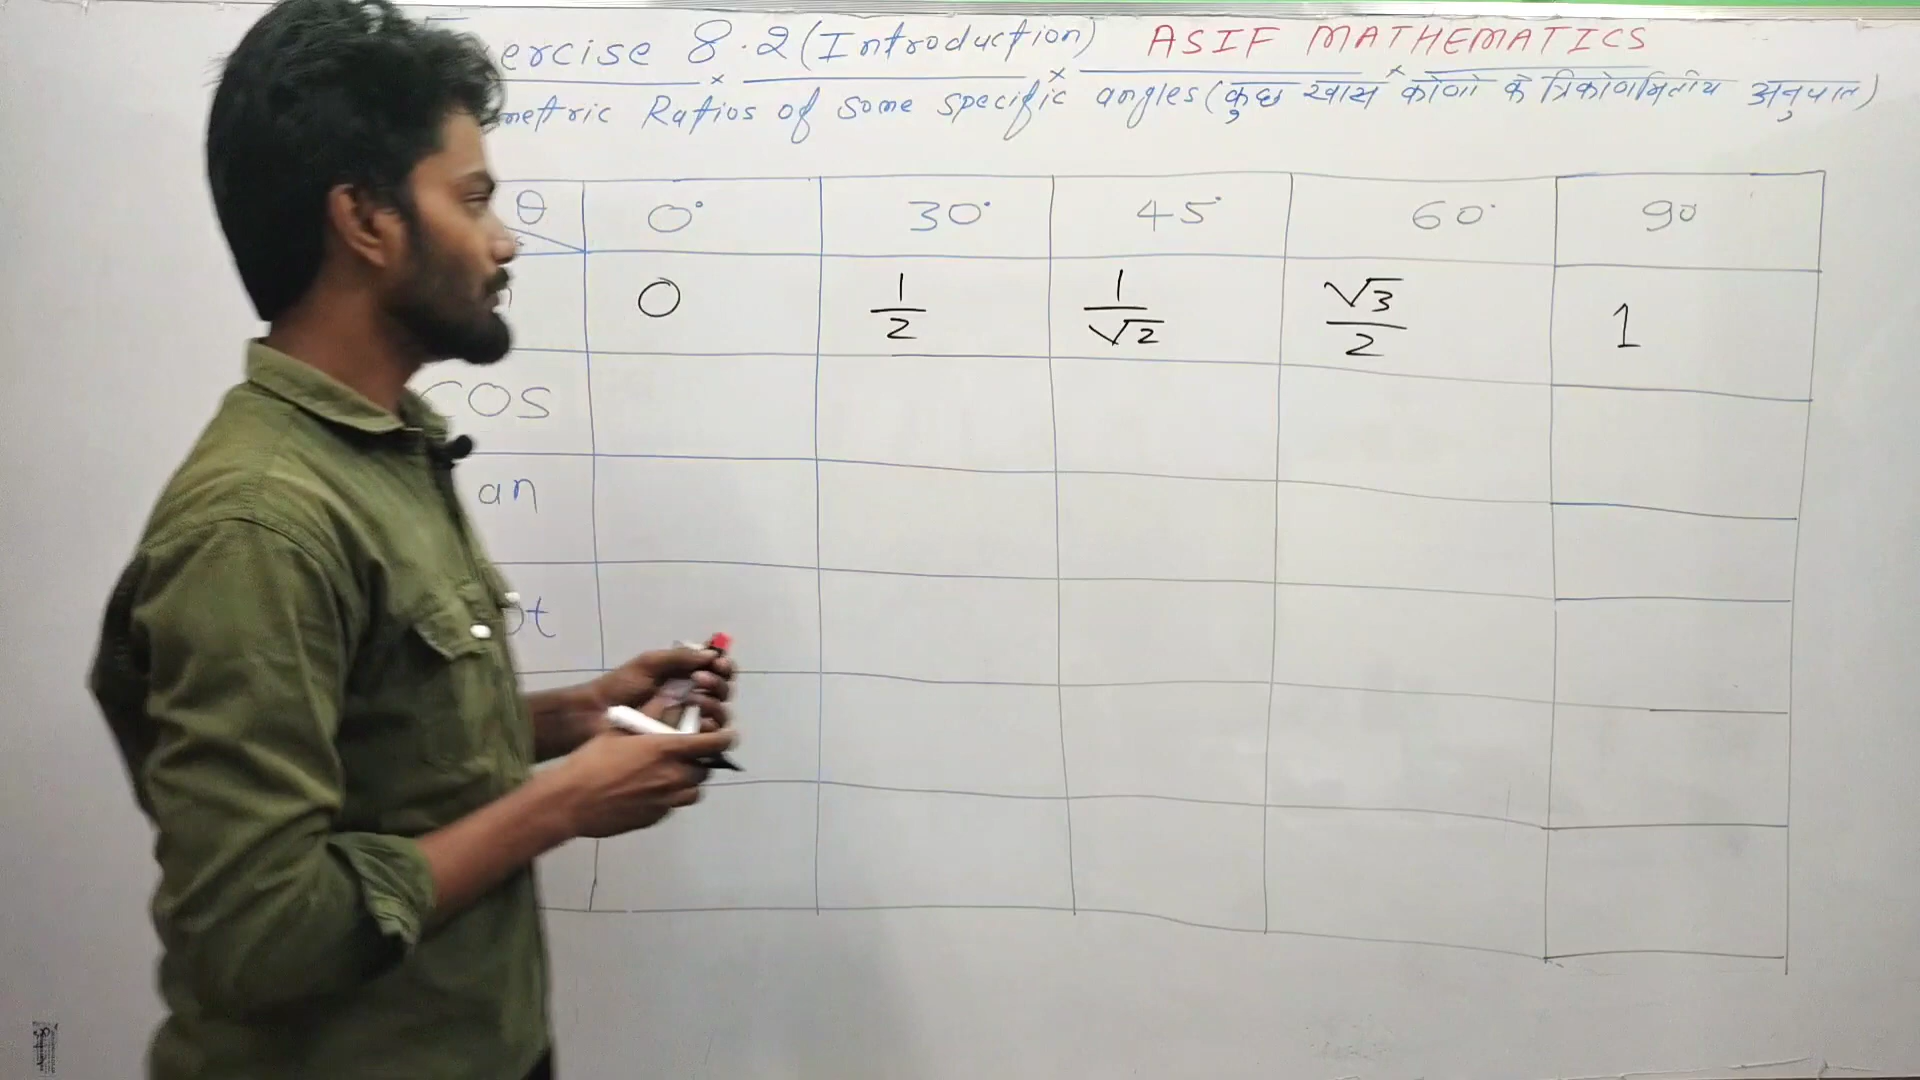 ercise 8.2 (Introduction) ASIF MATHEMATICS
metric Ratios of some specific angles (कुछ खास कोणो के त्रिकोणमितीय अनुपात)
θ 0° 30° 45° 60° 90
0 1/2 1/√2 √3/2 1
cos
an
ot